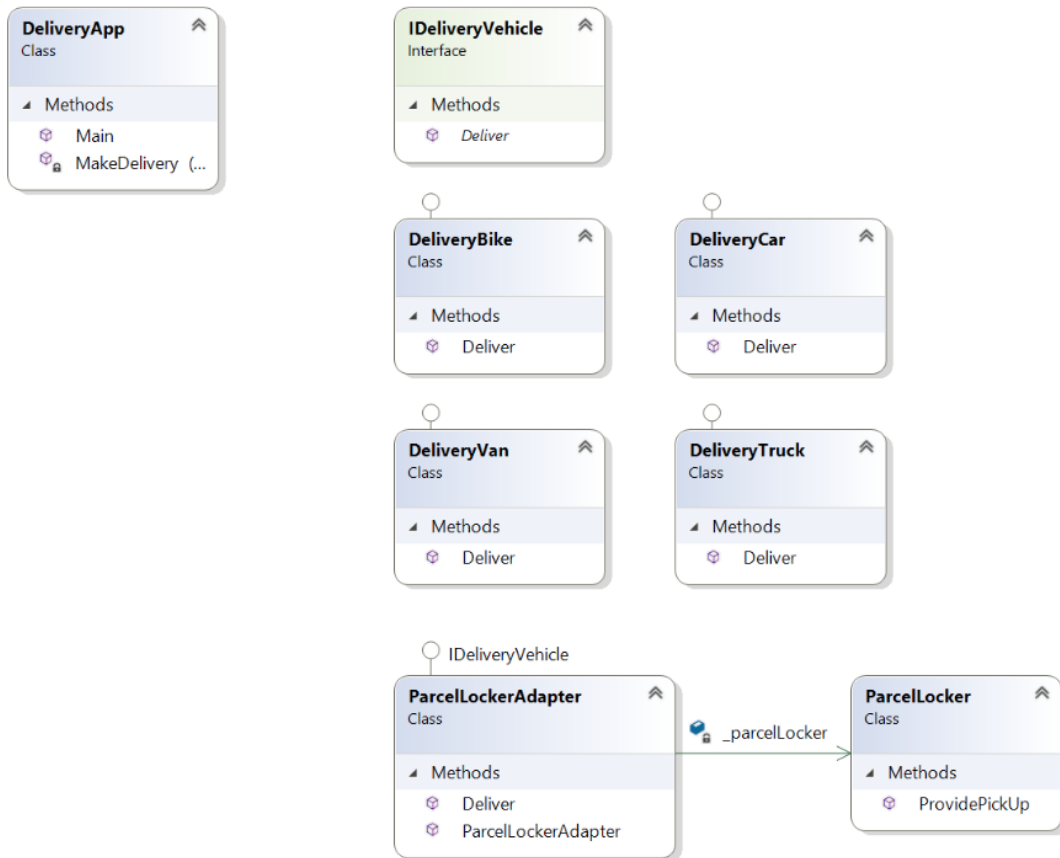 DeliveryApp
Class
Methods
Main
MakeDelivery (...
IDeliveryVehicle
Interface
Methods
Deliver
DeliveryBike
Class
Methods
Deliver
DeliveryCar
Class
Methods
Deliver
DeliveryVan
Class
Methods
Deliver
DeliveryTruck
Class
Methods
Deliver
IDeliveryVehicle
ParcelLockerAdapter
Class
Methods
Deliver
ParcelLockerAdapter
_parcelLocker
ParcelLocker
Class
Methods
ProvidePickUp